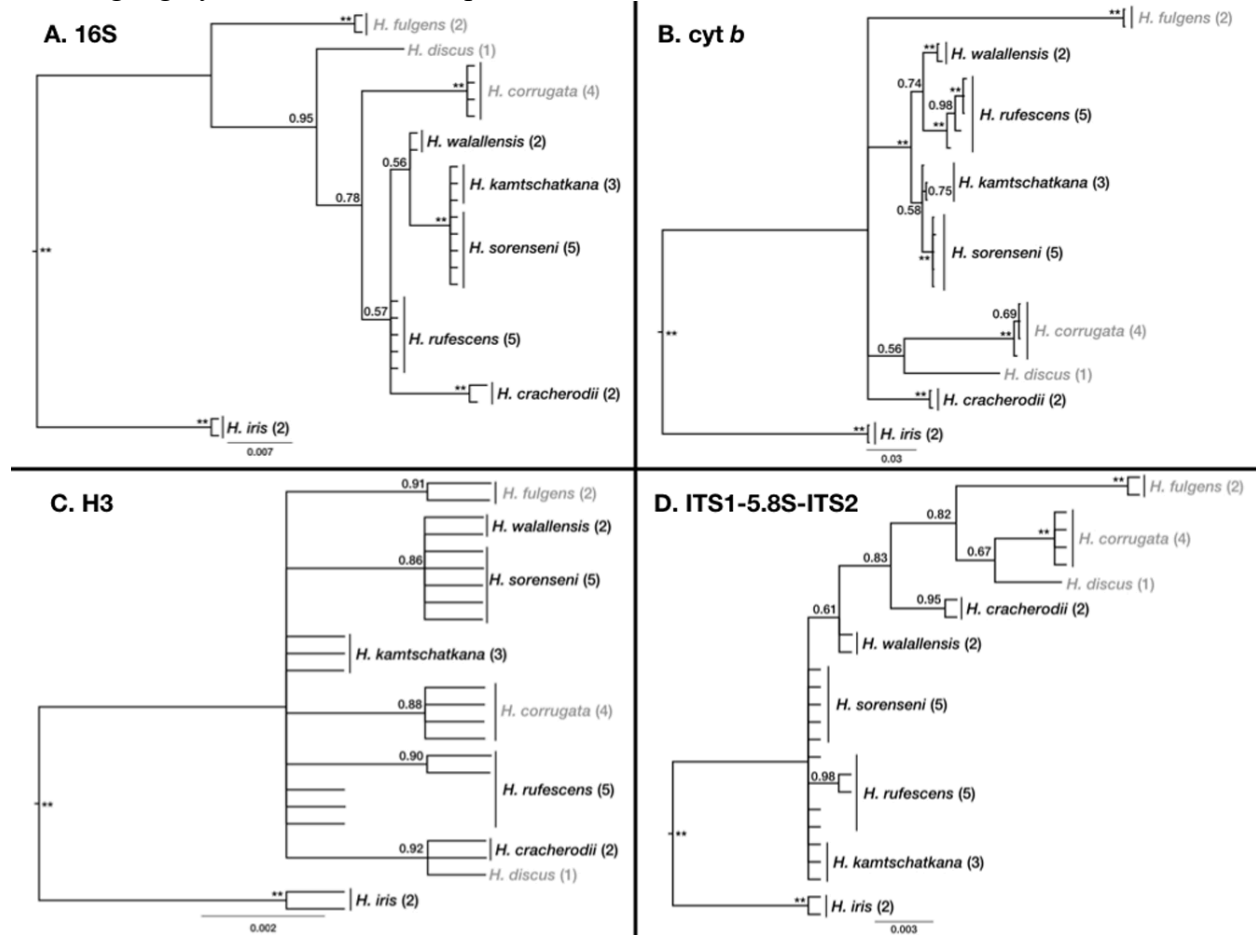 A. 16S
** H. fulgens (2)
H. discus (1)
0.95
** H. corrugata (4)
H. walallensis (2)
0.56
H. kamtschatkana (3)
0.78
**
H. sorenseni (5)
**
0.57
H. rufescens (5)
** H. cracherodii (2)
** H. iris (2)
0.007
B. cyt b
** H. fulgens (2)
** H. walallensis (2)
0.74
**
0.98
H. rufescens (5)
**
**
0.75 H. kamtschatkana (3)
0.58
H. sorenseni (5)
**
0.69
H. corrugata (4)
**
**
0.56
H. discus (1)
** H. cracherodii (2)
** H. iris (2)
0.03
C. H3
0.91
H. fulgens (2)
H. walallensis (2)
0.86
H. sorenseni (5)
H. kamtschatkana (3)
0.88
H. corrugata (4)
0.90
H. rufescens (5)
**
0.92
H. cracherodii (2)
H. discus (1)
** H. iris (2)
0.002
D. ITS1-5.8S-ITS2
** H. fulgens (2)
0.82
** H. corrugata (4)
0.67
0.83
H. discus (1)
0.95
H. cracherodii (2)
0.61
H. walallensis (2)
H. sorenseni (5)
0.98
H. rufescens (5)
**
H. kamtschatkana (3)
** H. iris (2)
0.003